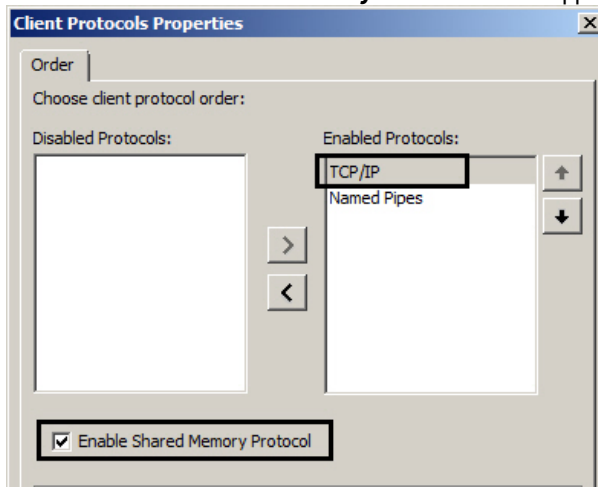 Client Protocols Properties
Order
Choose client protocol order:
Disabled Protocols:
Enabled Protocols:
TCP/IP
Named Pipes
Enable Shared Memory Protocol